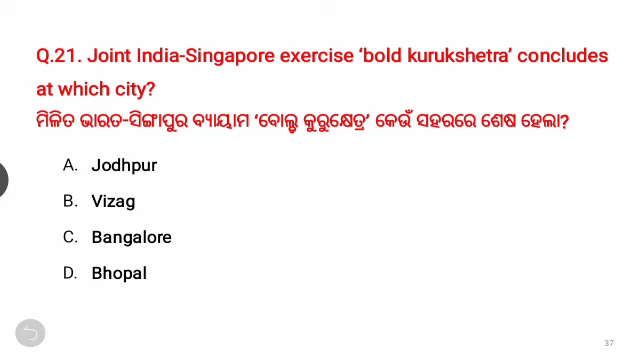 Q.21. Joint India-Singapore exercise ‘bold kurukshetra’ concludes
at which city?
ମିଳିତ ଭାରତ-ସିଙ୍ଗାପୁର ବ୍ୟାୟାମ ‘ବୋଲ୍ଡ କୁରୁକ୍ଷେତ୍ର’ କେଉଁ ସହରରେ ଶେଷ ହେଲା?
A. Jodhpur
B. Vizag
C. Bangalore
D. Bhopal
37